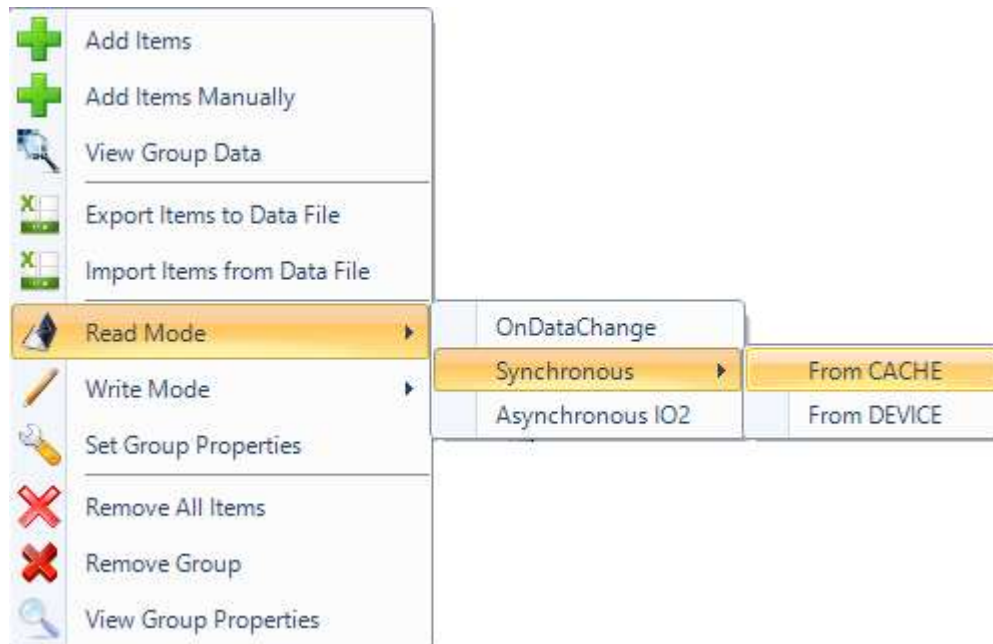 Add Items
Add Items Manually
View Group Data
Export Items to Data File
Import Items from Data File
Read Mode
OnDataChange
Synchronous
From CACHE
From DEVICE
Asynchronous IO2
Write Mode
Set Group Properties
Remove All Items
Remove Group
View Group Properties